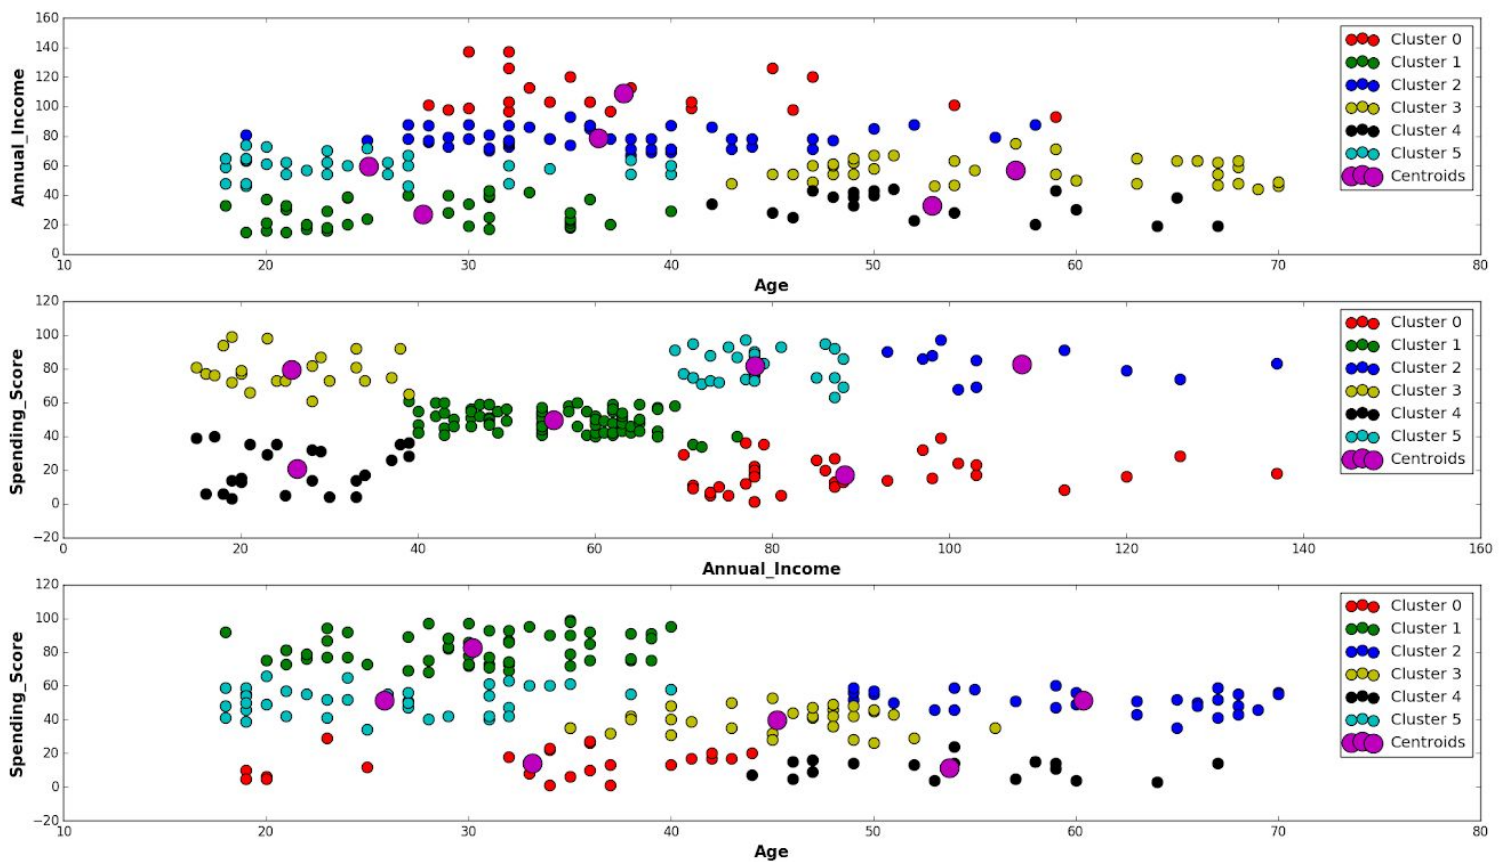 Annual_Income
160
140
120
100
80
60
40
20
0
10 20 30 40 50 60 70 80
Age
Cluster 0
Cluster 1
Cluster 2
Cluster 3
Cluster 4
Cluster 5
Centroids
Spending_Score
120
100
80
60
40
20
0
−20
0 20 40 60 80 100 120 140 160
Annual_Income
Cluster 0
Cluster 1
Cluster 2
Cluster 3
Cluster 4
Cluster 5
Centroids
Spending_Score
120
100
80
60
40
20
0
−20
10 20 30 40 50 60 70 80
Age
Cluster 0
Cluster 1
Cluster 2
Cluster 3
Cluster 4
Cluster 5
Centroids